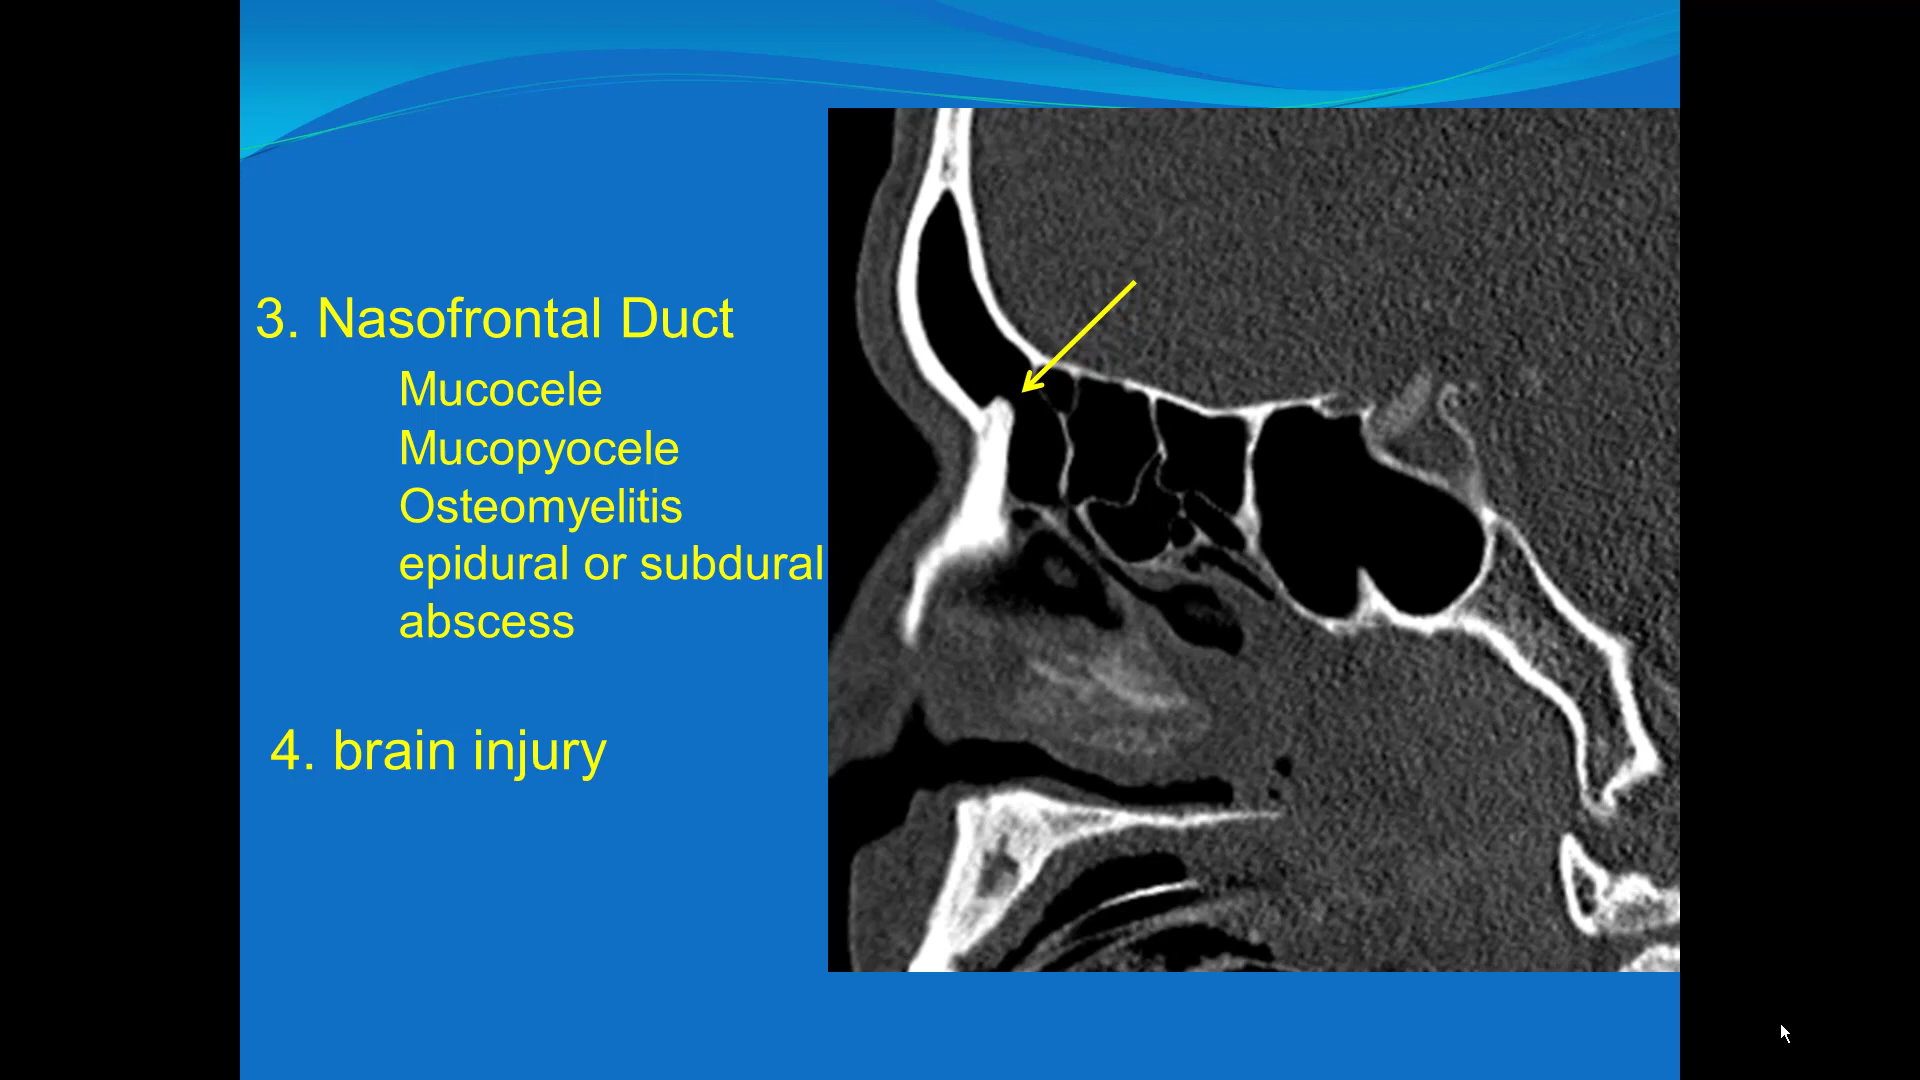 3. Nasofrontal Duct
Mucocele
Mucopyocele
Osteomyelitis
epidural or subdural
abscess
4. brain injury